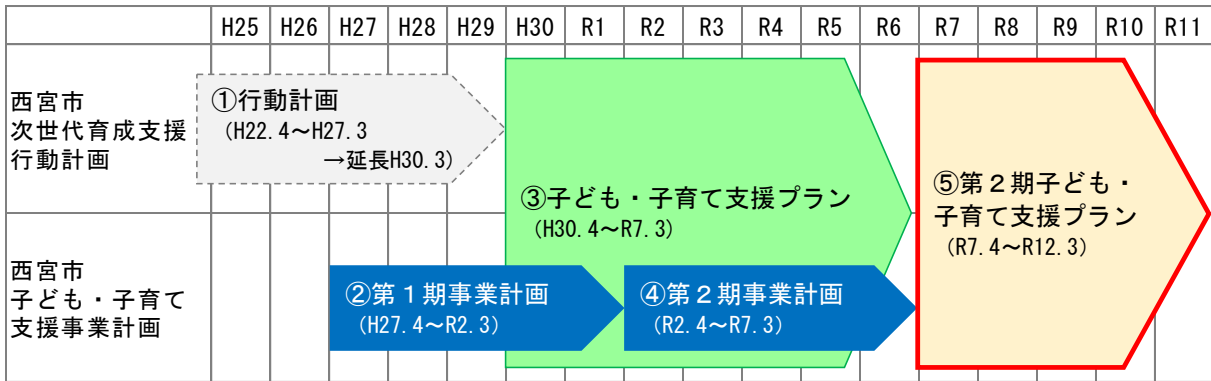 H25 H26 H27 H28 H29 H30 R1 R2 R3 R4 R5 R6 R7 R8 R9 R10 R11
西宮市
次世代育成支援
行動計画
①行動計画
(H22.4～H27.3
→延長H30.3)
③子ども・子育て支援プラン
(H30.4～R7.3)
⑤第２期子ども・
子育て支援プラン
(R7.4～R12.3)
西宮市
子ども・子育て
支援事業計画
②第１期事業計画
(H27.4～R2.3)
④第２期事業計画
(R2.4～R7.3)